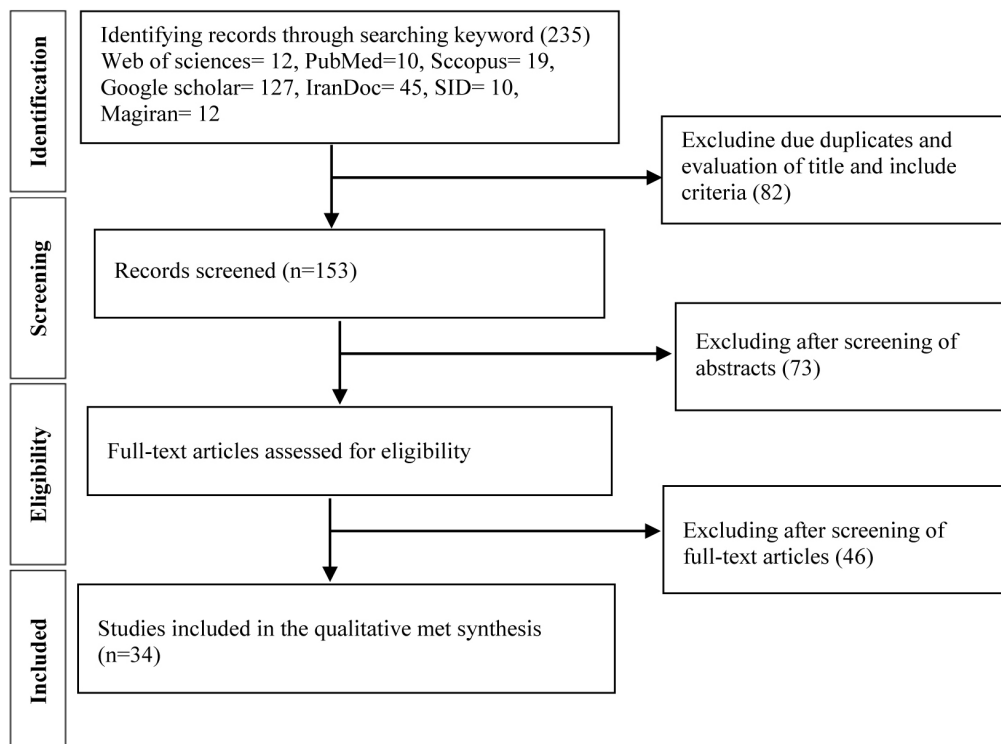 Identification
Identifying records through searching keyword (235)
Web of sciences= 12, PubMed=10, Sccopus= 19,
Google scholar= 127, IranDoc= 45, SID= 10,
Magiran= 12
Excludine due duplicates and
evaluation of title and include
criteria (82)
Screening
Records screened (n=153)
Excluding after screening of
abstracts (73)
Eligibility
Full-text articles assessed for eligibility
Excluding after screening of
full-text articles (46)
Included
Studies included in the qualitative met synthesis
(n=34)